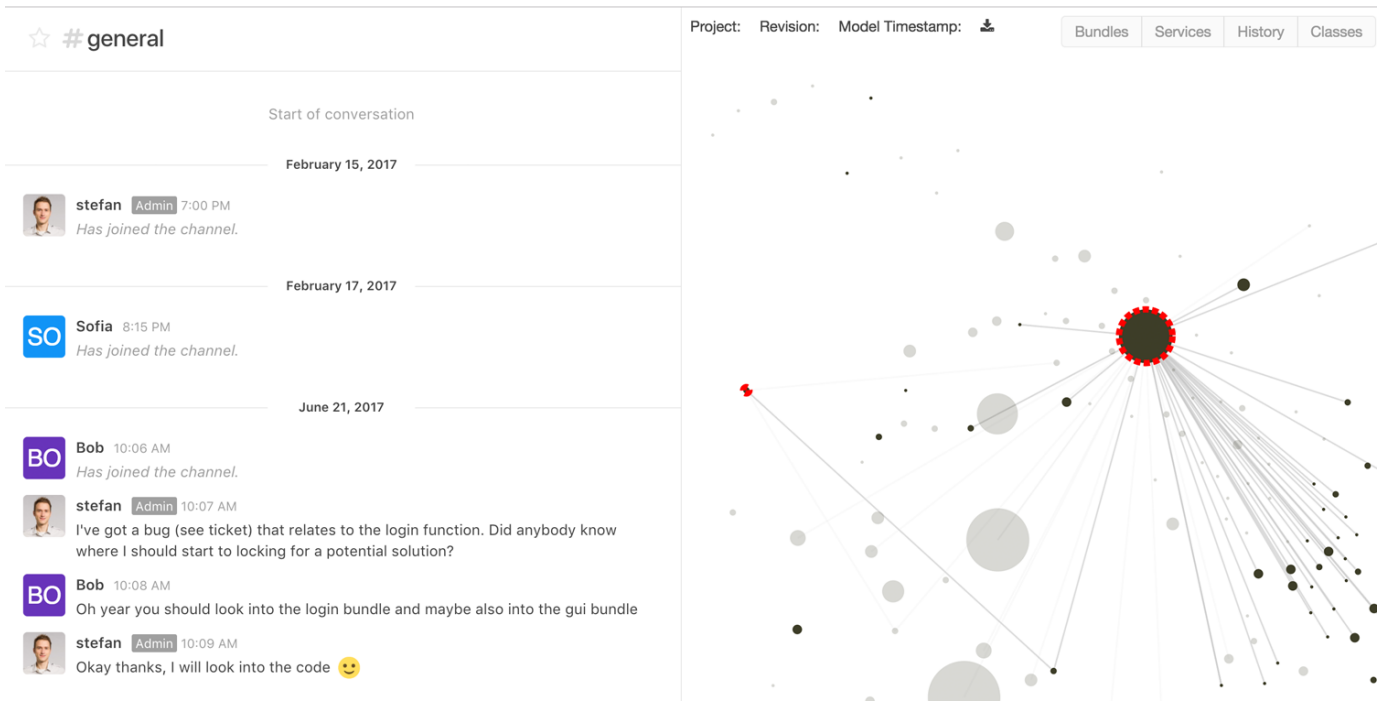 #general
Start of conversation
February 15, 2017
stefan Admin 7:00 PM
Has joined the channel.
February 17, 2017
SO
Sofia 8:15 PM
Has joined the channel.
June 21, 2017
BO
Bob 10:06 AM
Has joined the channel.
stefan Admin 10:07 AM
I've got a bug (see ticket) that relates to the login function. Did anybody know
where I should start to locking for a potential solution?
BO
Bob 10:08 AM
Oh year you should look into the login bundle and maybe also into the gui bundle
stefan Admin 10:09 AM
Okay thanks, I will look into the code
Project: Revision: Model Timestamp:
Bundles Services History Classes